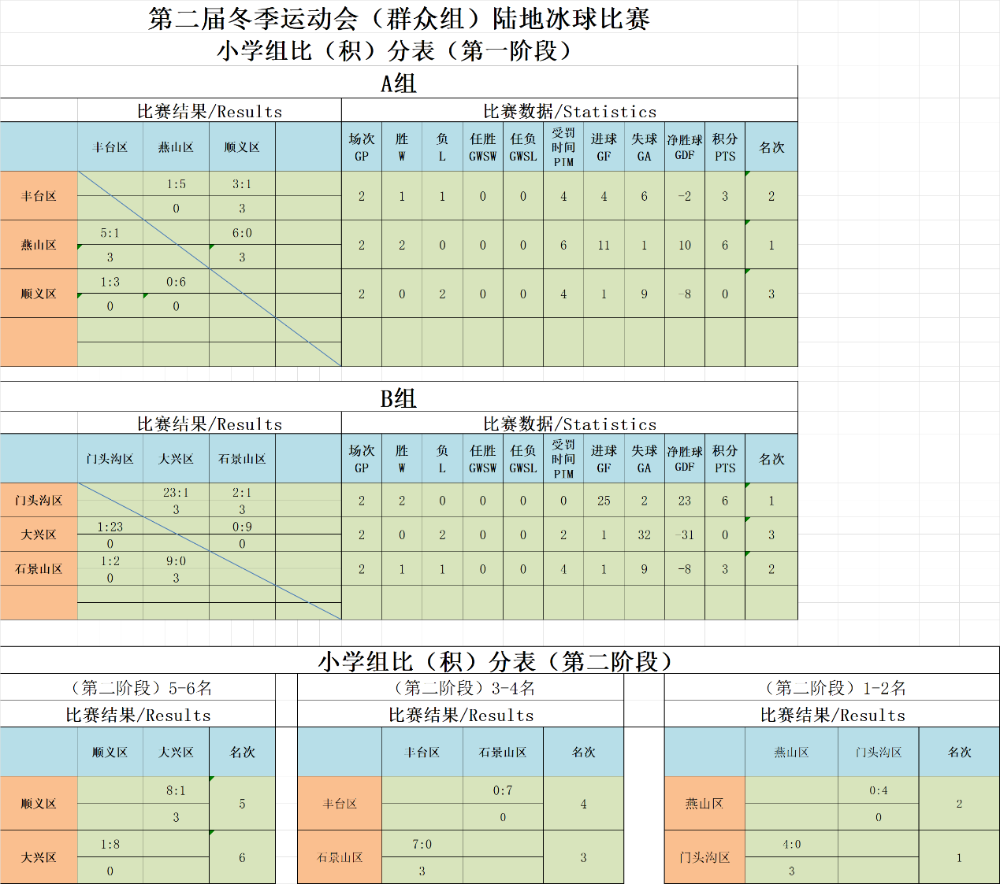 第二届冬季运动会（群众组）陆地冰球比赛
小学组比（积）分表（第一阶段）
A组
比赛结果/Results 比赛数据/Statistics
丰台区 燕山区 顺义区 场次 GP 胜 W 负 L 任胜 GWSW 任负 GWSL 受罚时间 PIM 进球 GF 失球 GA 净胜球 GDF 积分 PTS 名次
丰台区 1:5 3:1 2 1 1 0 0 4 4 6 -2 3 2
0 3
燕山区 5:1 6:0 2 2 0 0 0 6 11 1 10 6 1
3 3
顺义区 1:3 0:6 2 0 2 0 0 4 1 9 -8 0 3
0 0
B组
比赛结果/Results 比赛数据/Statistics
门头沟区 大兴区 石景山区 场次 GP 胜 W 负 L 任胜 GWSW 任负 GWSL 受罚时间 PIM 进球 GF 失球 GA 净胜球 GDF 积分 PTS 名次
门头沟区 23:1 2:1 2 2 0 0 0 0 25 2 23 6 1
3 3
大兴区 1:23 0:9 2 0 2 0 0 2 1 32 -31 0 3
0 0
石景山区 1:2 9:0 2 1 1 0 0 4 1 9 -8 3 2
0 3
小学组比（积）分表（第二阶段）
（第二阶段）5-6名 （第二阶段）3-4名 （第二阶段）1-2名
比赛结果/Results 比赛结果/Results 比赛结果/Results
顺义区 大兴区 名次 丰台区 石景山区 名次 燕山区 门头沟区 名次
顺义区 8:1 5 丰台区 0:7 4 燕山区 0:4 2
3 0 0
大兴区 1:8 6 石景山区 7:0 3 门头沟区 4:0 1
0 3 3